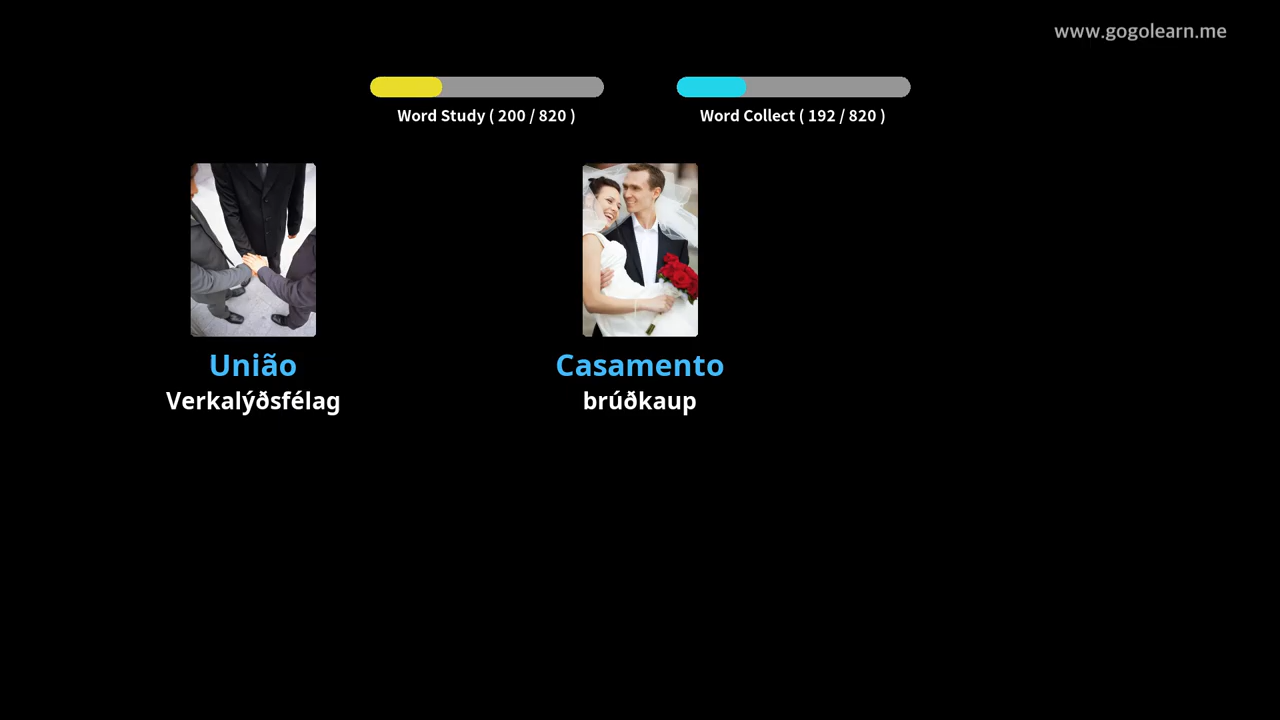 www.gogolearn.me
Word Study ( 200 / 820 )
Word Collect ( 192 / 820 )
União
Verkalýðsfélag
Casamento
brúðkaup